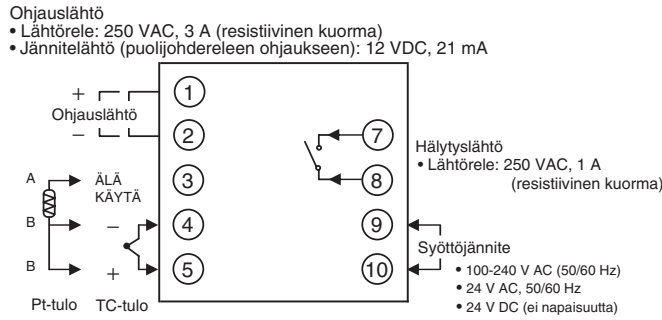 Ohjauslähtö
• Lähtörele: 250 VAC, 3 A (resistiivinen kuorma)
• Jännitelähtö (puolijohdereleen ohjaukseen): 12 VDC, 21 mA
+
Ohjauslähtö
−
1
2
3
4
5
7
8
9
10
A
ÄLÄ
KÄYTÄ
B
−
B
+
Pt-tulo
TC-tulo
Hälytyslähtö
• Lähtörele: 250 VAC, 1 A
(resistiivinen kuorma)
Syöttöjännite
• 100-240 V AC (50/60 Hz)
• 24 V AC, 50/60 Hz
• 24 V DC (ei napaisuutta)